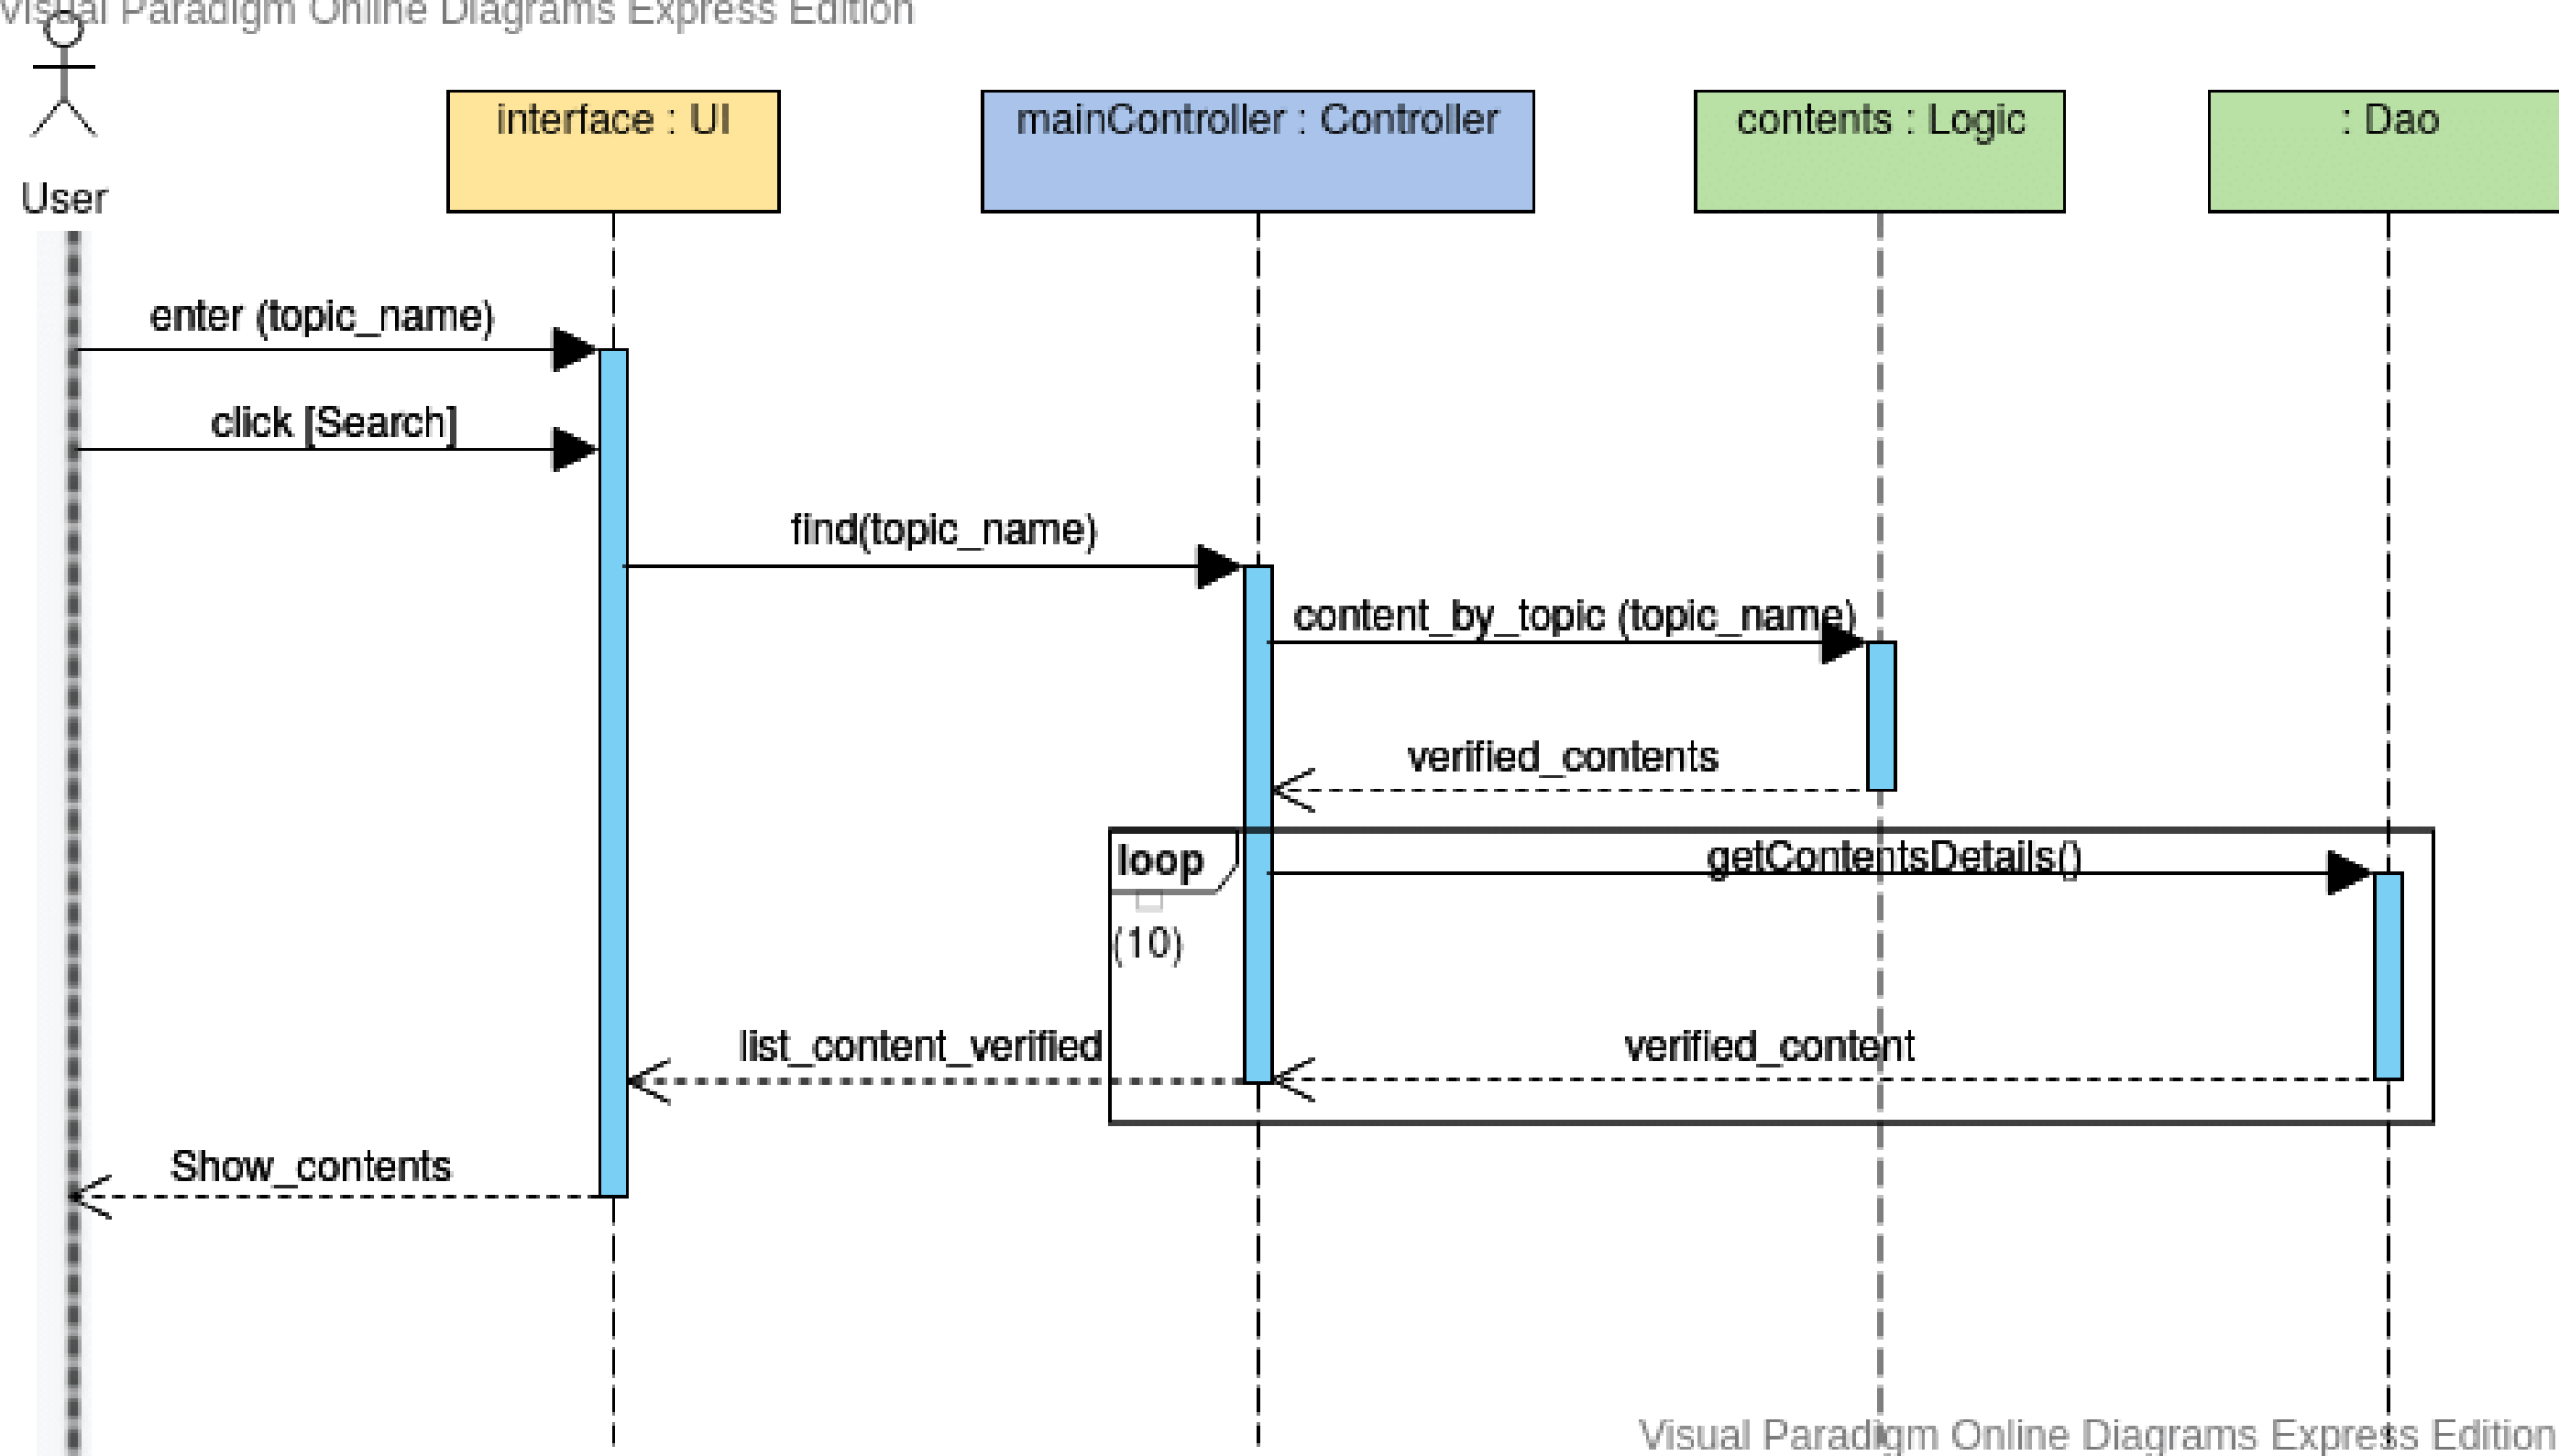 Visual Paradigm Online Diagrams Express Edition
User
interface : UI
mainController : Controller
contents : Logic
: Dao
enter (topic_name)
click [Search]
find(topic_name)
content_by_topic (topic_name)
verified_contents
loop
getContentsDetails()
(10)
list_content_verified
verified_content
Show_contents
Visual Paradigm Online Diagrams Express Edition